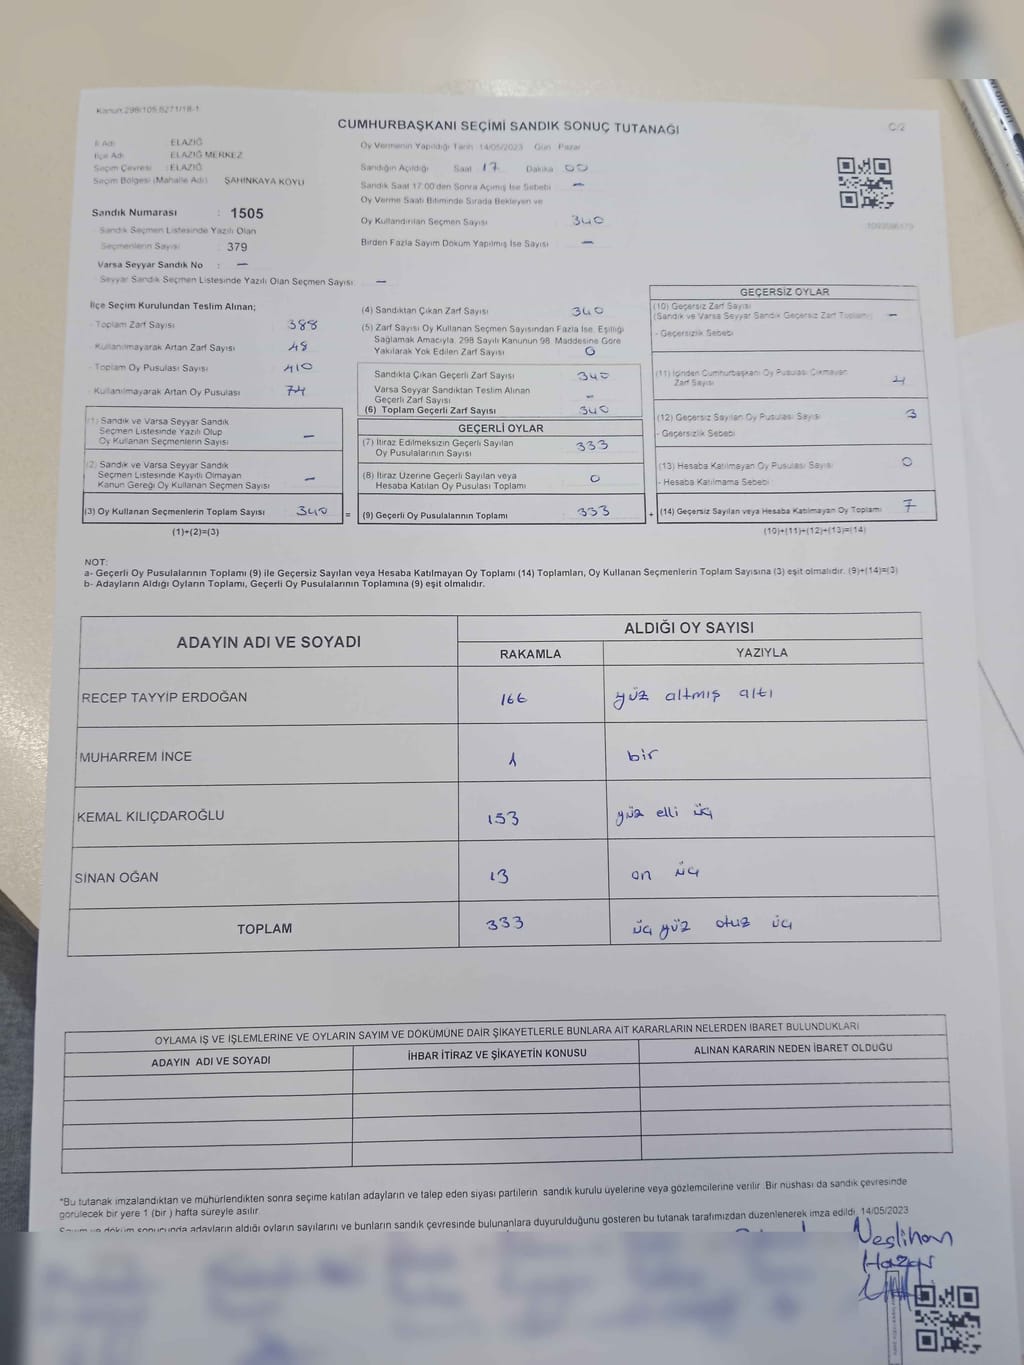 Kanun:298/105,6271/18-1
CUMHURBAŞKANI SEÇİMİ SANDIK SONUÇ TUTANAĞI
C/2
İl Adı ELAZIĞ
İlçe Adı ELAZIĞ MERKEZ
Seçim Çevresi : ELAZIĞ
Seçim Bölgesi (Mahalle Adı) ŞAHİNKAYA KÖYÜ
Sandık Numarası : 1505
- Sandık Seçmen Listesinde Yazılı Olan
Seçmenlerin Sayısı : 379
Varsa Seyyar Sandık No : —
- Seyyar Sandık Seçmen Listesinde Yazılı Olan Seçmen Sayısı: —
Oy Vermenin Yapıldığı Tarih 14/05/2023 Gün Pazar
Sandığın Açıldığı Saat 17 Dakika 00
Sandık Saat 17.00'den Sonra Açılmış İse Sebebi —
Oy Verme Saati Bitiminde Sırada Bekleyen ve
Oy Kullandırılan Seçmen Sayısı 340
Birden Fazla Sayım Döküm Yapılmış İse Sayısı —
İlçe Seçim Kurulundan Teslim Alınan;
- Toplam Zarf Sayısı 388
- Kullanılmayarak Artan Zarf Sayısı 48
- Toplam Oy Pusulası Sayısı 410
- Kullanılmayarak Artan Oy Pusulası 74
(1) Sandık ve Varsa Seyyar Sandık
Seçmen Listesinde Yazılı Olup
Oy Kullanan Seçmenlerin Sayısı —
(2) Sandık ve Varsa Seyyar Sandık
Seçmen Listesinde Kayıtlı Olmayan
Kanun Gereği Oy Kullanan Seçmen Sayısı —
(3) Oy Kullanan Seçmenlerin Toplam Sayısı 340
(1)+(2)=(3)
(4) Sandıktan Çıkan Zarf Sayısı 340
(5) Zarf Sayısı Oy Kullanan Seçmen Sayısından Fazla İse, Eşitliği
Sağlamak Amacıyla, 298 Sayılı Kanunun 98. Maddesine Göre
Yakılarak Yok Edilen Zarf Sayısı 0
Sandıkta Çıkan Geçerli Zarf Sayısı 340
Varsa Seyyar Sandıktan Teslim Alınan
Geçerli Zarf Sayısı —
(6) Toplam Geçerli Zarf Sayısı 340
GEÇERLİ OYLAR
(7) İtiraz Edilmeksizin Geçerli Sayılan
Oy Pusulalarının Sayısı 333
(8) İtiraz Üzerine Geçerli Sayılan veya
Hesaba Katılan Oy Pusulası Toplamı 0
= (9) Geçerli Oy Pusulalarının Toplamı 333
GEÇERSİZ OYLAR
(10) Geçersiz Zarf Sayısı
(Sandık ve Varsa Seyyar Sandık Geçersiz Zarf Toplamı) —
- Geçersizlik Sebebi
(11) İçinden Cumhurbaşkanı Oy Pusulası Çıkmayan
Zarf Sayısı 4
(12) Geçersiz Sayılan Oy Pusulası Sayısı 3
- Geçersizlik Sebebi
(13) Hesaba Katılmayan Oy Pusulası Sayısı 0
- Hesaba Katılmama Sebebi
+ (14) Geçersiz Sayılan veya Hesaba Katılmayan Oy Toplamı 7
(10)+(11)+(12)+(13)=(14)
NOT:
a- Geçerli Oy Pusulalarının Toplamı (9) ile Geçersiz Sayılan veya Hesaba Katılmayan Oy Toplamı (14) Toplamları, Oy Kullanan Seçmenlerin Toplam Sayısına (3) eşit olmalıdır. (9)+(14)=(3)
b- Adayların Aldığı Oyların Toplamı, Geçerli Oy Pusulalarının Toplamına (9) eşit olmalıdır.
ADAYIN ADI VE SOYADI ALDIĞI OY SAYISI
RAKAMLA YAZIYLA
RECEP TAYYİP ERDOĞAN 166 yüz altmış altı
MUHARREM İNCE 1 bir
KEMAL KILIÇDAROĞLU 153 yüz elli üç
SİNAN OĞAN 13 on üç
TOPLAM 333 üç yüz otuz üç
OYLAMA İŞ VE İŞLEMLERİNE VE OYLARIN SAYIM VE DÖKÜMÜNE DAİR ŞİKAYETLERLE BUNLARA AİT KARARLARIN NELERDEN İBARET BULUNDUKLARI
ADAYIN ADI VE SOYADI İHBAR İTİRAZ VE ŞİKAYETİN KONUSU ALINAN KARARIN NEDEN İBARET OLDUĞU
*Bu tutanak imzalandıktan ve mühürlendikten sonra seçime katılan adayların ve talep eden siyasi partilerin sandık kurulu üyelerine veya gözlemcilerine verilir. Bir nüshası da sandık çevresinde
görülecek bir yere 1 (bir ) hafta süreyle asılır.
Sayım ve döküm sonucunda adayların aldığı oyların sayılarını ve bunların sandık çevresinde bulunanlara duyurulduğunu gösteren bu tutanak tarafımızdan düzenlenerek imza edildi. 14/05/2023
Neslihan
Hazar